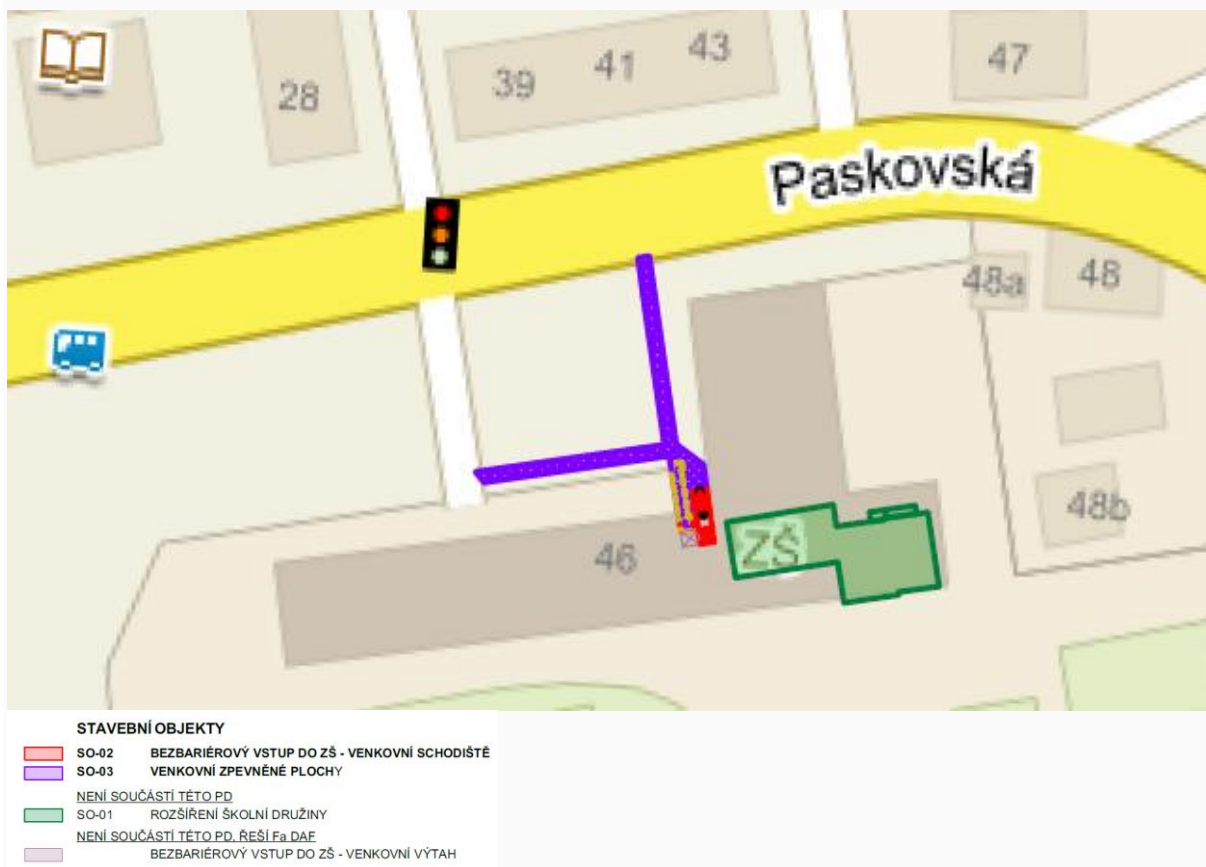 28
39
41
43
47
Paskovská
48a
48
48b
46
ZŠ
STAVEBNÍ OBJEKTY
SO-02 BEZBARIÉROVÝ VSTUP DO ZŠ - VENKOVNÍ SCHODIŠTĚ
SO-03 VENKOVNÍ ZPEVNĚNÉ PLOCHY
NENÍ SOUČÁSTÍ TÉTO PD
SO-01 ROZŠÍŘENÍ ŠKOLNÍ DRUŽINY
NENÍ SOUČÁSTÍ TÉTO PD, ŘEŠÍ Fa DAF
BEZBARIÉROVÝ VSTUP DO ZŠ - VENKOVNÍ VÝTAH